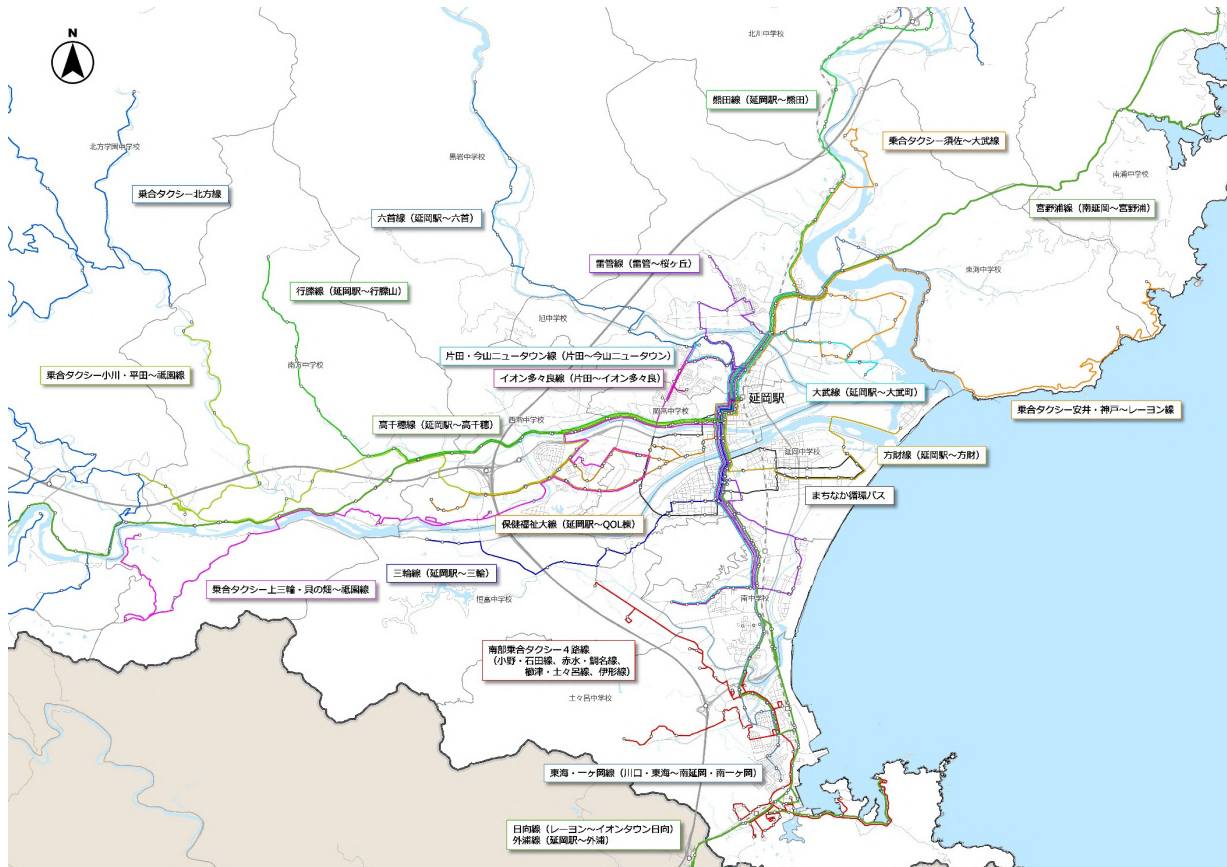 N
北川中学校
熊田線（延岡駅～熊田）
乗合タクシー須佐～大武線
北方学園中学校
黒岩中学校
南浦中学校
乗合タクシー北方線
六首線（延岡駅～六首）
宮野浦線（南延岡～宮野浦）
雷管線（雷管～桜ヶ丘）
東海中学校
行縢線（延岡駅～行縢山）
旭中学校
片田・今山ニュータウン線（片田～今山ニュータウン）
南方中学校
乗合タクシー小川・平田～祗園線
イオン多々良線（片田～イオン多々良）
大武線（延岡駅～大武町）
延岡駅
岡富中学校
乗合タクシー安井・神戸～レーヨン線
西階中学校
高千穂線（延岡駅～高千穂）
延岡中学校
方財線（延岡駅～方財）
まちなか循環バス
保健福祉大線（延岡駅～QOL棟）
三輪線（延岡駅～三輪）
乗合タクシー上三輪・貝の畑～祗園線
恒富中学校
南中学校
南部乗合タクシー４路線
（小野・石田線、赤水・鯛名線、
櫛津・土々呂線、伊形線）
土々呂中学校
東海・一ヶ岡線（川口・東海～南延岡・南一ヶ岡）
日向線（レーヨン～イオンタウン日向）
外浦線（延岡駅～外浦）